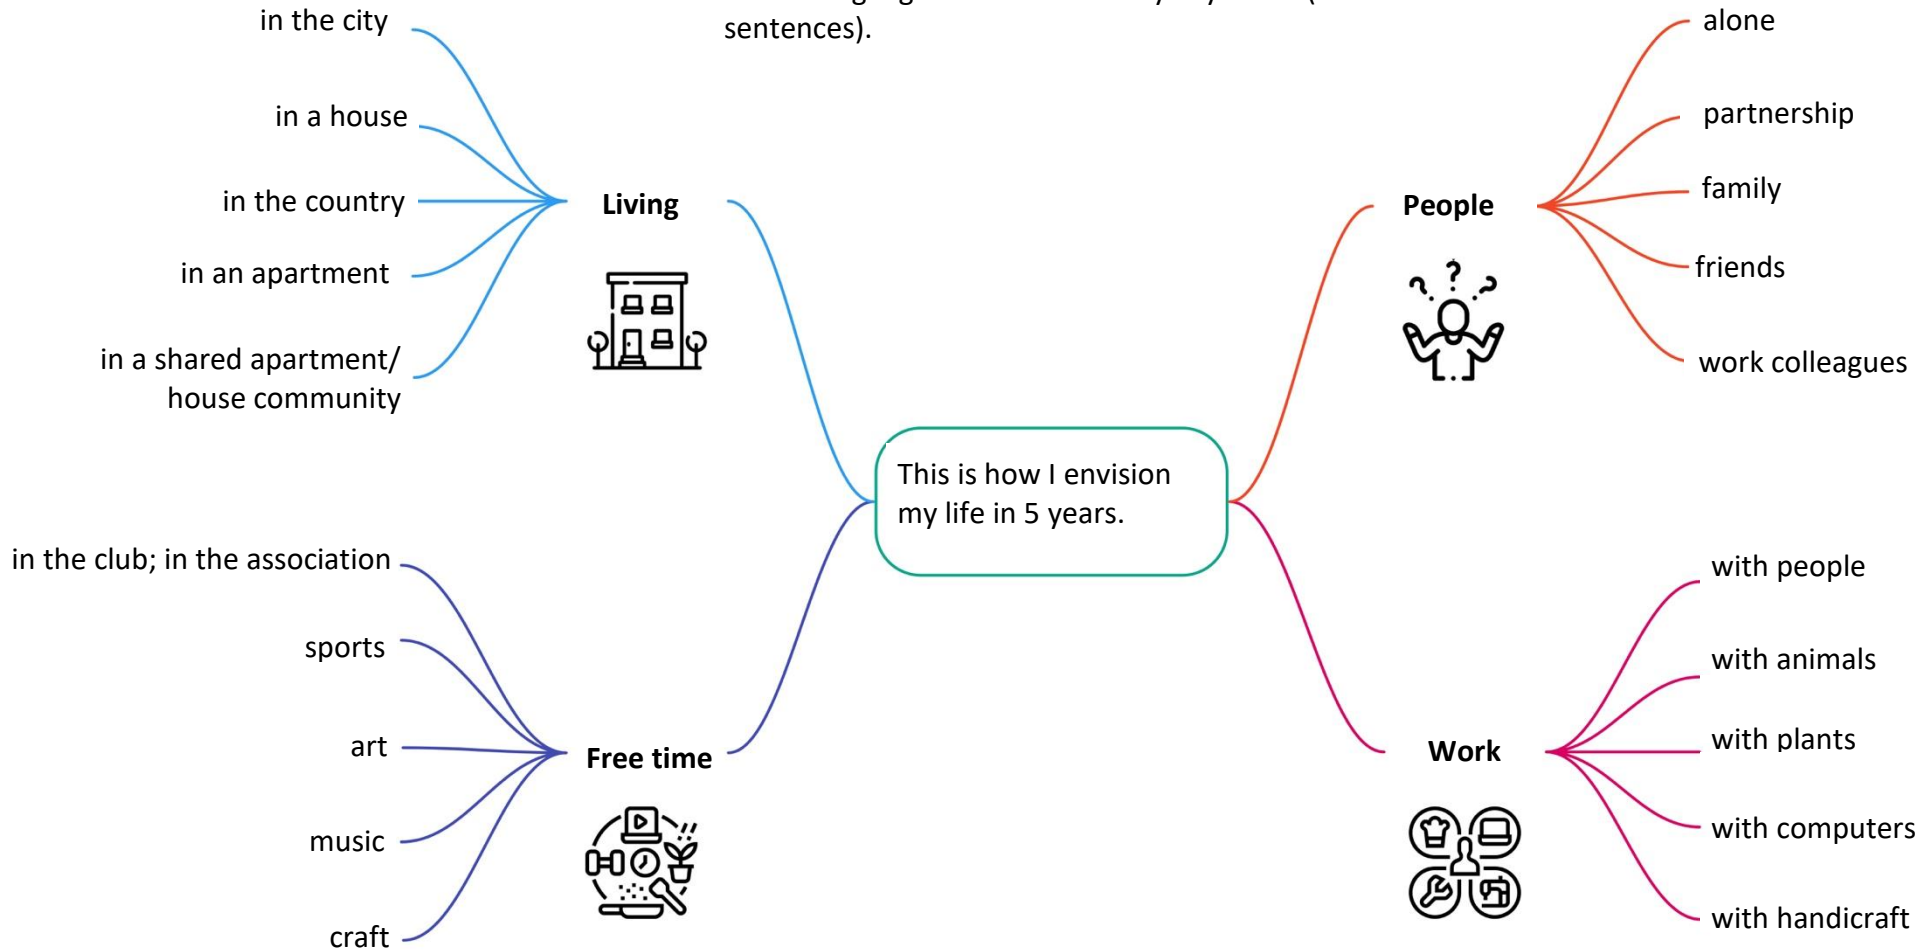 sentences).
in the city
in a house
in the country
in an apartment
in a shared apartment/
house community
Living
alone
partnership
family
friends
work colleagues
People
This is how I envision
my life in 5 years.
in the club; in the association
sports
art
music
craft
Free time
with people
with animals
with plants
with computers
with handicraft
Work